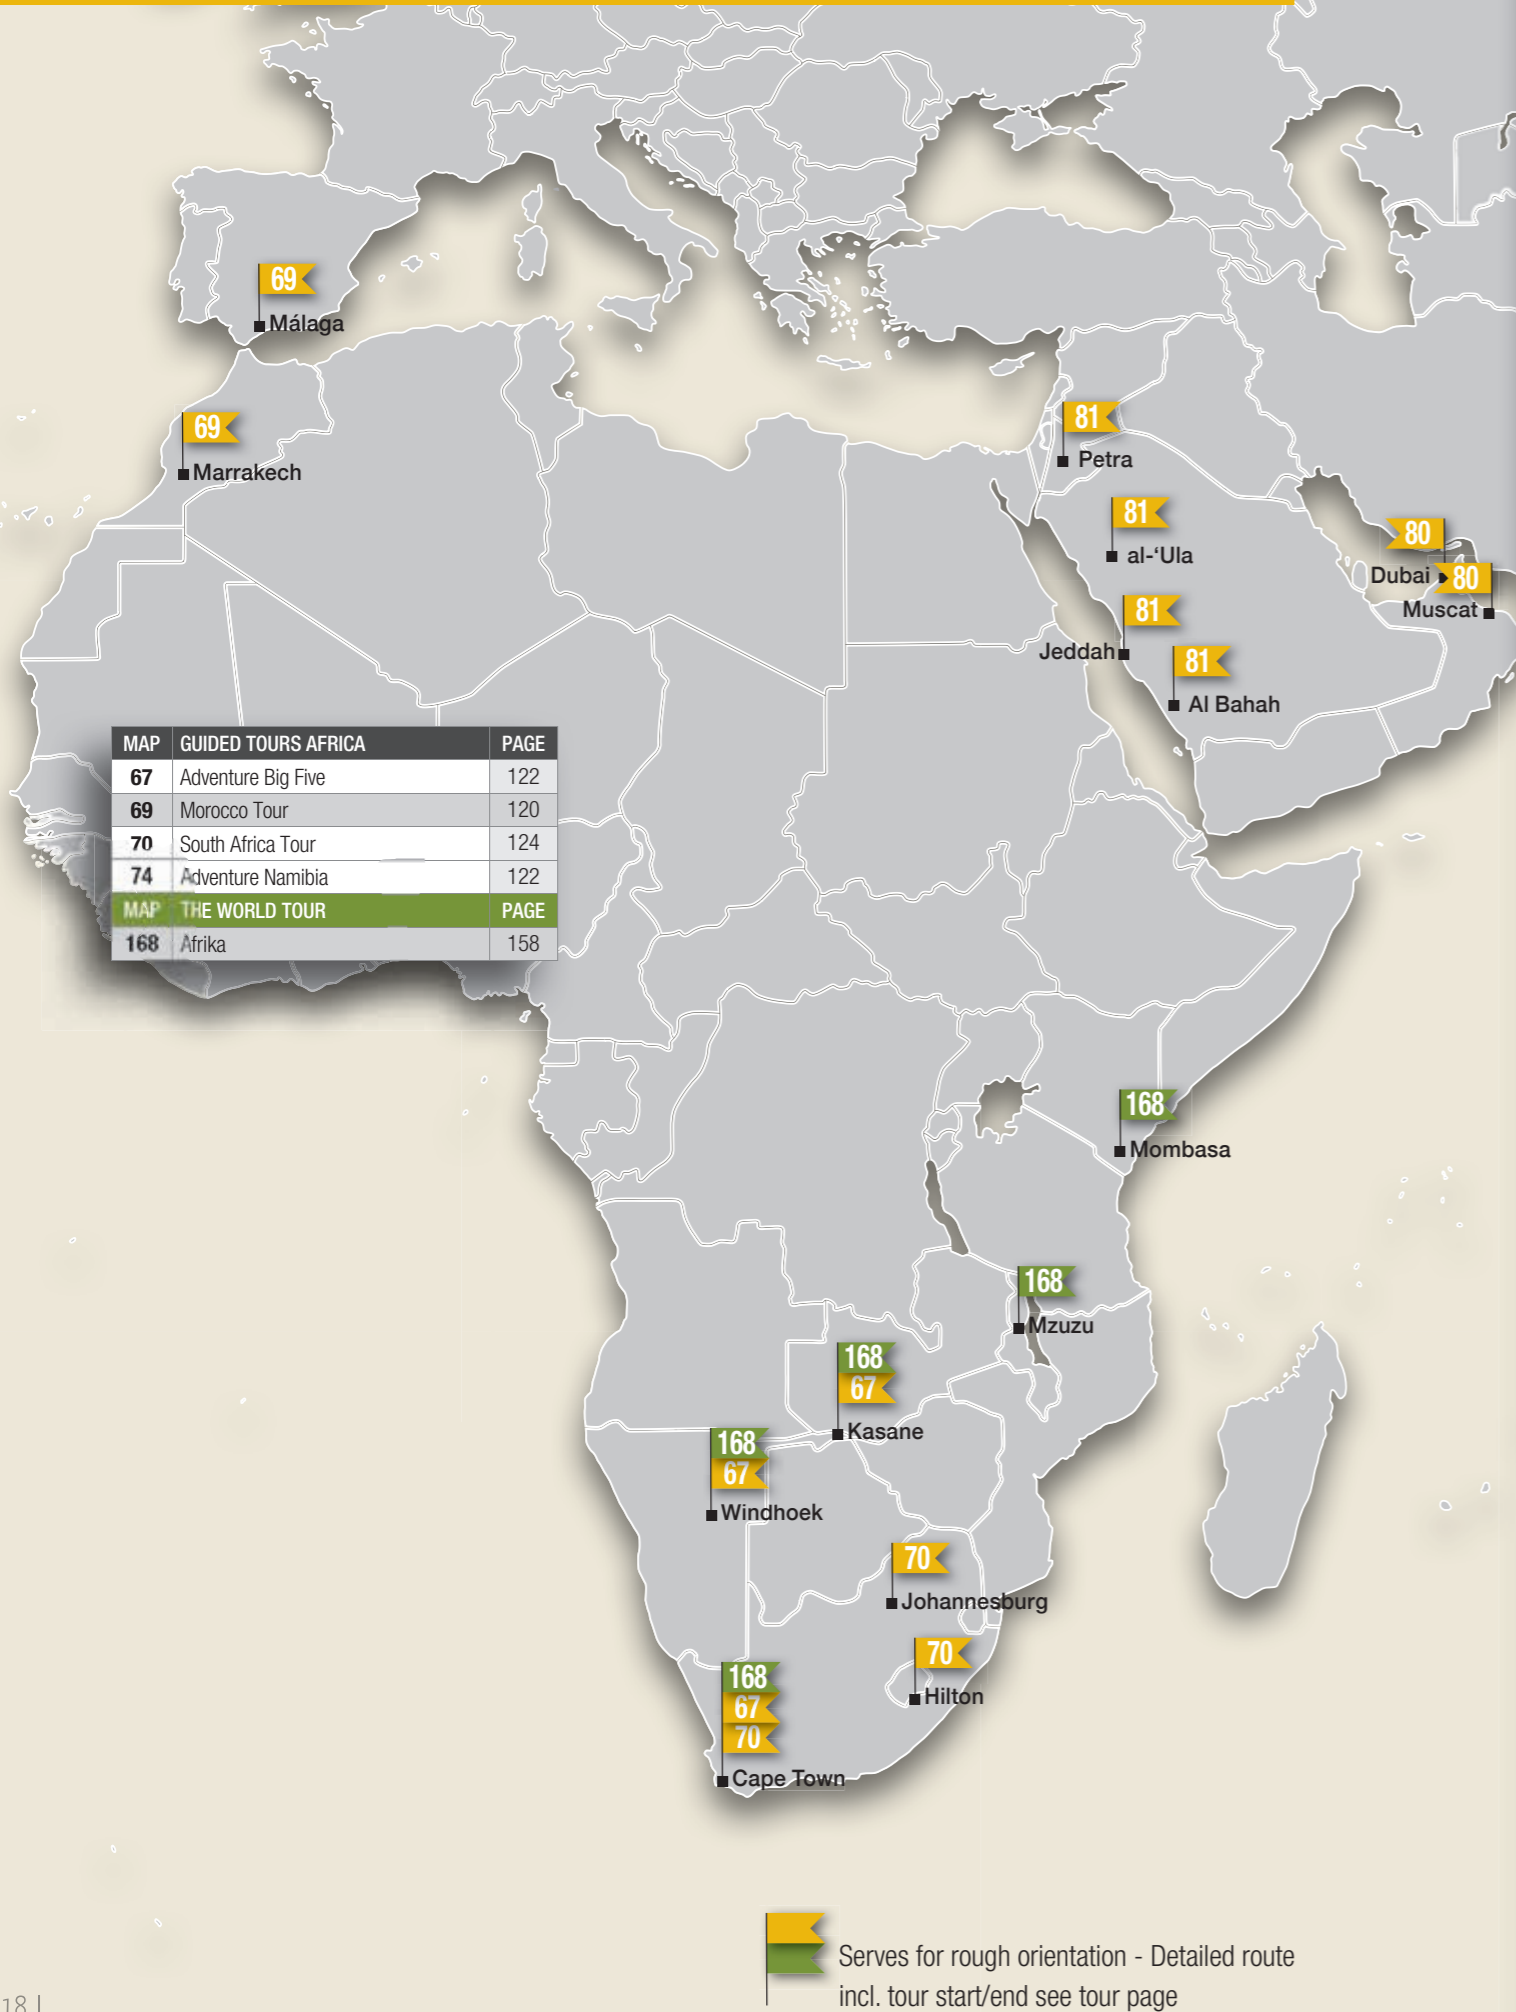 69
Málaga
69
Marrakech
81
Petra
81
al-‘Ula
80
Dubai
80
Muscat
81
Jeddah
81
Al Bahah
MAP GUIDED TOURS AFRICA PAGE
67 Adventure Big Five 122
69 Morocco Tour 120
70 South Africa Tour 124
74 Adventure Namibia 122
MAP THE WORLD TOUR PAGE
168 Afrika 158
168
Mombasa
168
Mzuzu
168
67
Kasane
168
67
Windhoek
70
Johannesburg
70
Hilton
168
67
70
Cape Town
Serves for rough orientation - Detailed route
incl. tour start/end see tour page
18 |